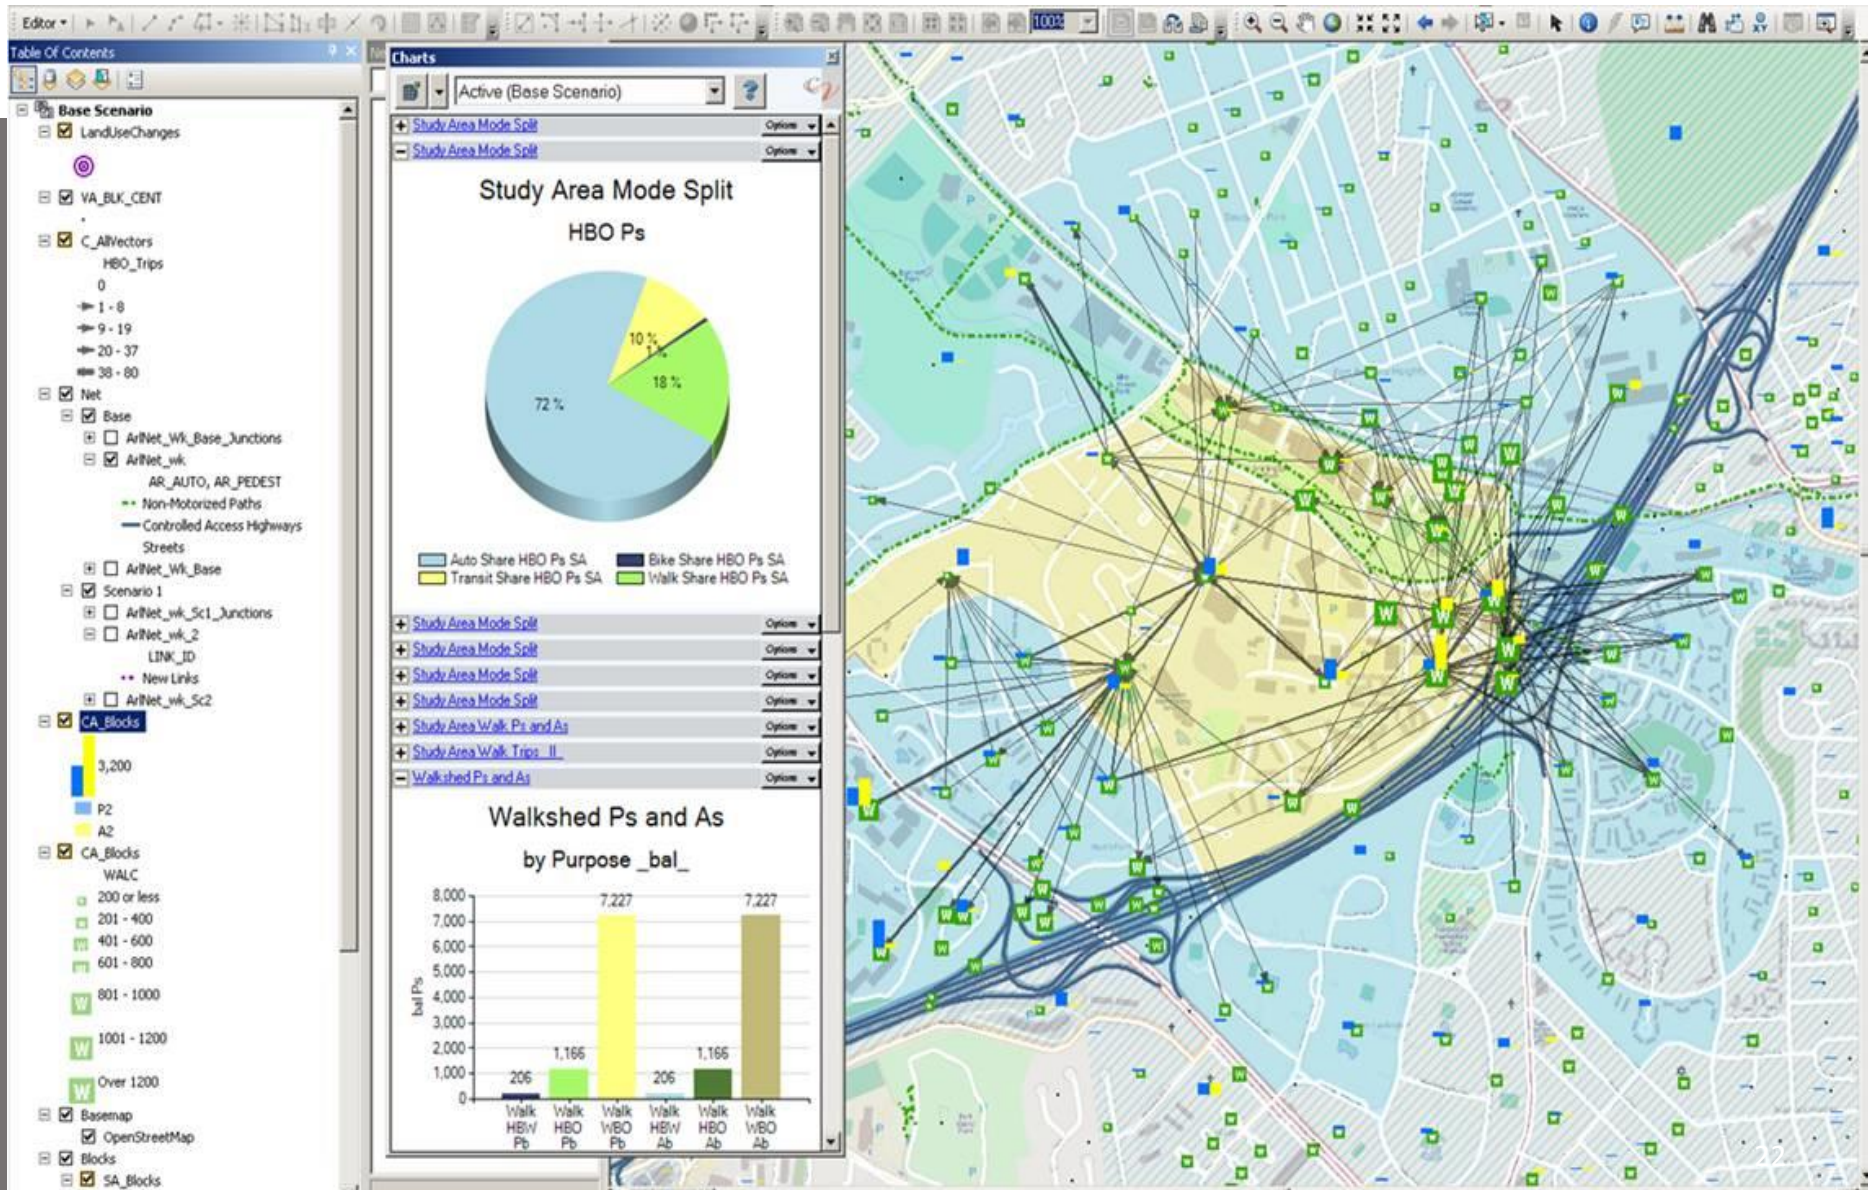 Editor
100%
Table Of Contents
Base Scenario
LandUseChanges
VA_BLK_CENT
C_AllVectors
HBO_Trips
0
1 - 8
9 - 19
20 - 37
38 - 80
Net
Base
ArlNet_Wk_Base_Junctions
ArlNet_wk
AR_AUTO, AR_PEDEST
Non-Motorized Paths
Controlled Access Highways
Streets
ArlNet_Wk_Base
Scenario 1
ArlNet_wk_Sc1_Junctions
ArlNet_wk_2
LINK_ID
New Links
ArlNet_wk_Sc2
CA_Blocks
3,200
P2
A2
CA_Blocks
WALC
200 or less
201 - 400
401 - 600
601 - 800
801 - 1000
1001 - 1200
Over 1200
Basemap
OpenStreetMap
Blocks
SA_Blocks
Charts
Active (Base Scenario)
Study Area Mode Split Options
Study Area Mode Split Options
Study Area Mode Split
HBO Ps
10 %
1 %
18 %
72 %
Auto Share HBO Ps SA
Bike Share HBO Ps SA
Transit Share HBO Ps SA
Walk Share HBO Ps SA
Study Area Mode Split Options
Study Area Mode Split Options
Study Area Mode Split Options
Study Area Mode Split Options
Study Area Walk Ps and As Options
Study Area Walk Trips_II_ Options
Walkshed Ps and As Options
Walkshed Ps and As
by Purpose _bal_
bal Ps
8,000
7,000
6,000
5,000
4,000
3,000
2,000
1,000
0
206
1,166
7,227
206
1,166
7,227
Walk HBW Pb
Walk HBO Pb
Walk WBO Pb
Walk HBW Ab
Walk HBO Ab
Walk WBO Ab
22